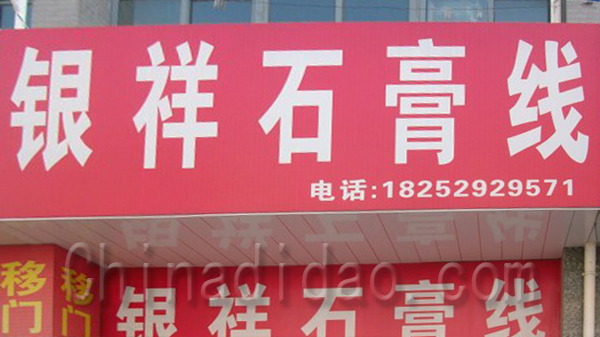 银祥石膏线
电话:18252929571
Chinadidao.com
移门
移门
银祥石膏线